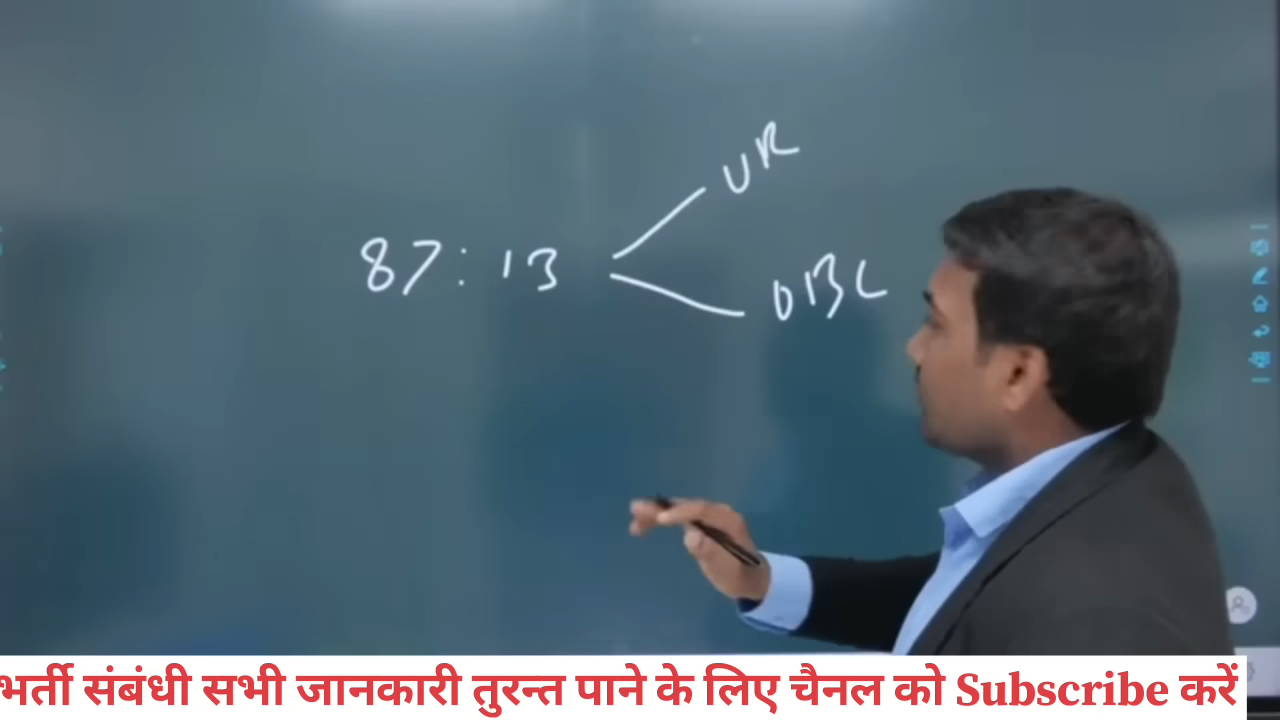 UR
87 : 13
OBC
भर्ती संबंधी सभी जानकारी तुरन्त पाने के लिए चैनल को Subscribe करें